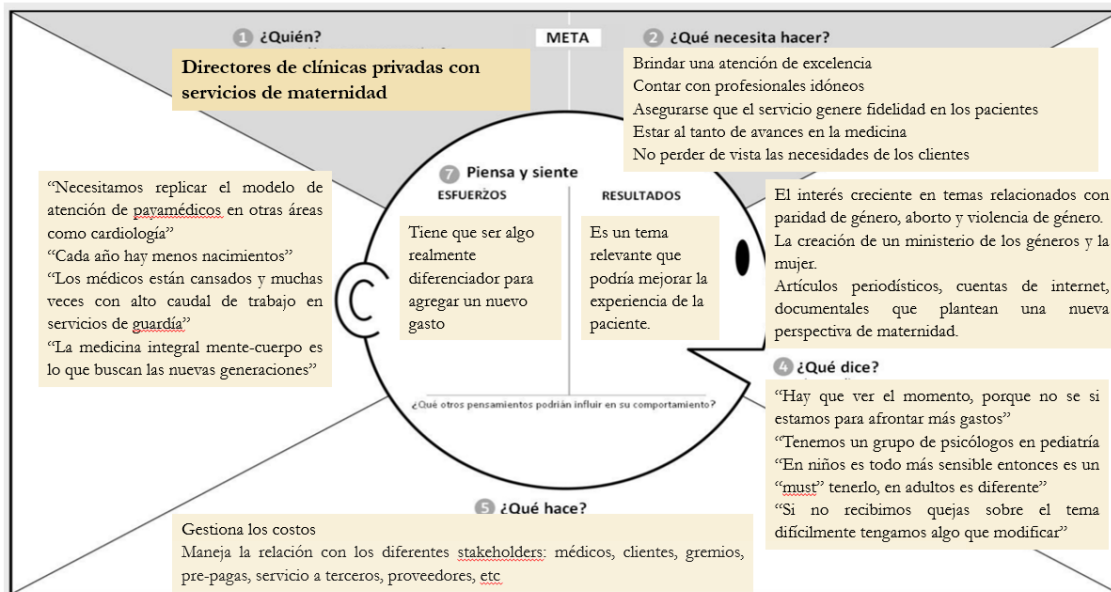 1 ¿Quién?
META
2 ¿Qué necesita hacer?
Directores de clínicas privadas con
servicios de maternidad
Brindar una atención de excelencia
Contar con profesionales idóneos
Asegurarse que el servicio genere fidelidad en los pacientes
Estar al tanto de avances en la medicina
No perder de vista las necesidades de los clientes
7 Piensa y siente
ESFUERZOS
RESULTADOS
Tiene que ser algo
realmente
diferenciador para
agregar un nuevo
gasto
Es un tema
relevante que
podría mejorar la
experiencia de la
paciente.
¿Qué otros pensamientos podrían influir en su comportamiento?
“Necesitamos replicar el modelo de
atención de payamédicos en otras áreas
como cardiología”
“Cada año hay menos nacimientos”
“Los médicos están cansados y muchas
veces con alto caudal de trabajo en
servicios de guardía”
“La medicina integral mente-cuerpo es
lo que buscan las nuevas generaciones”
El interés creciente en temas relacionados con
paridad de género, aborto y violencia de género.
La creación de un ministerio de los géneros y la
mujer.
Artículos periodísticos, cuentas de internet,
documentales que plantean una nueva
perspectiva de maternidad.
4 ¿Qué dice?
“Hay que ver el momento, porque no se si
estamos para afrontar más gastos”
“Tenemos un grupo de psicólogos en pediatría
“En niños es todo más sensible entonces es un
“must” tenerlo, en adultos es diferente”
“Si no recibimos quejas sobre el tema
difícilmente tengamos algo que modificar”
5 ¿Qué hace?
Gestiona los costos
Maneja la relación con los diferentes stakeholders: médicos, clientes, gremios,
pre-pagas, servicio a terceros, proveedores, etc